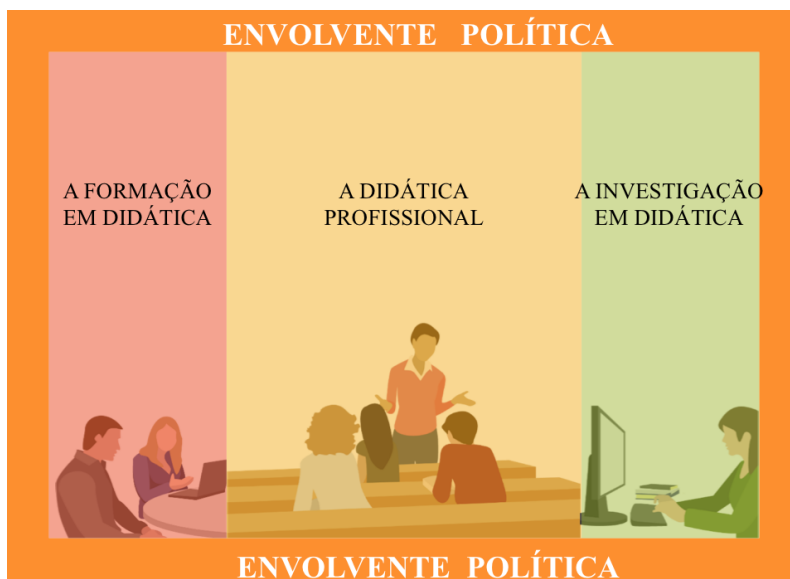 ENVOLVENTE POLÍTICA
A FORMAÇÃO
EM DIDÁTICA
A DIDÁTICA
PROFISSIONAL
A INVESTIGAÇÃO
EM DIDÁTICA
ENVOLVENTE POLÍTICA